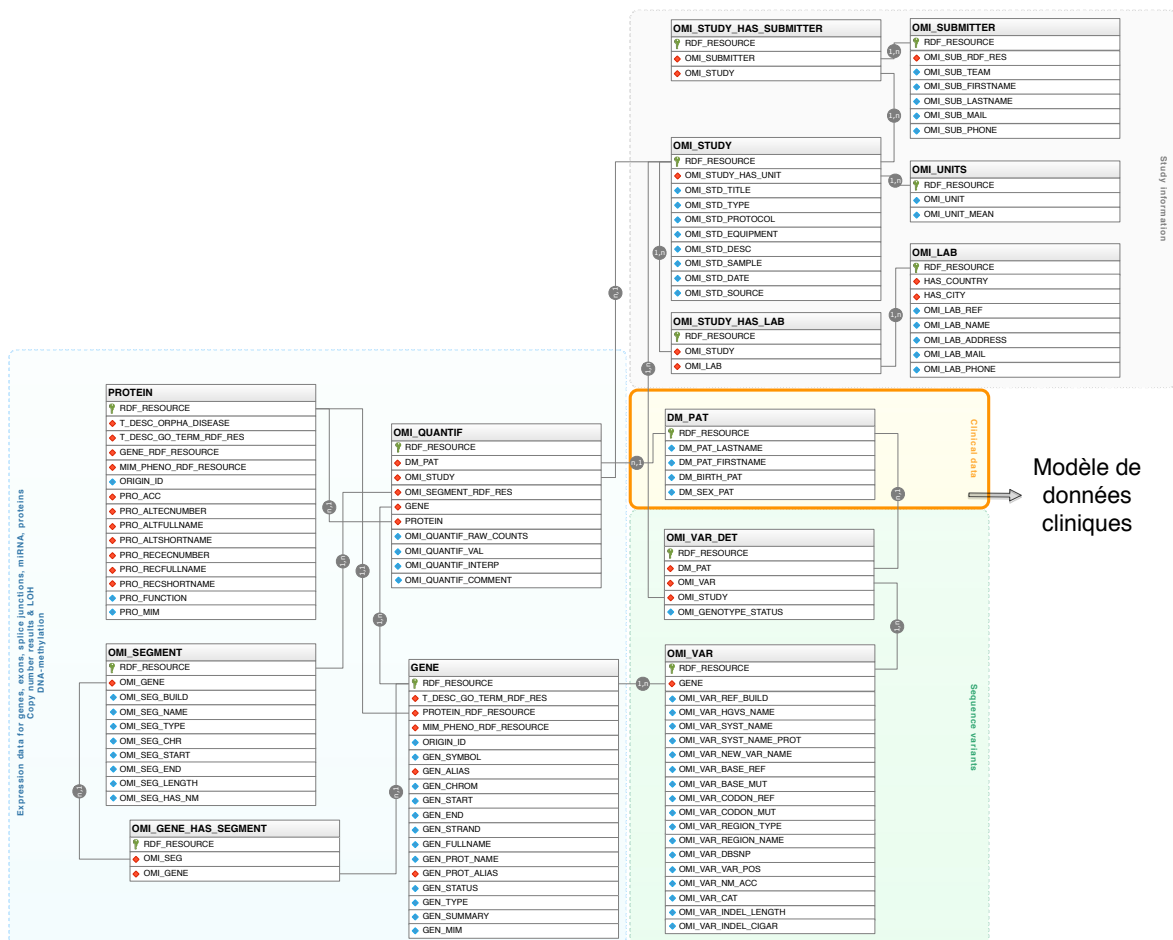 OMI_STUDY_HAS_SUBMITTER
RDF_RESOURCE
OMI_SUBMITTER
OMI_STUDY
OMI_SUBMITTER
RDF_RESOURCE
OMI_SUB_RDF_RES
OMI_SUB_TEAM
OMI_SUB_FIRSTNAME
OMI_SUB_LASTNAME
OMI_SUB_MAIL
OMI_SUB_PHONE
1,n
1,n
OMI_STUDY
RDF_RESOURCE
OMI_STUDY_HAS_UNIT
OMI_STD_TITLE
OMI_STD_TYPE
OMI_STD_PROTOCOL
OMI_STD_EQUIPMENT
OMI_STD_DESC
OMI_STD_SAMPLE
OMI_STD_DATE
OMI_STD_SOURCE
1,n
OMI_UNITS
RDF_RESOURCE
OMI_UNIT
OMI_UNIT_MEAN
OMI_LAB
RDF_RESOURCE
HAS_COUNTRY
HAS_CITY
OMI_LAB_REF
OMI_LAB_NAME
OMI_LAB_ADDRESS
OMI_LAB_MAIL
OMI_LAB_PHONE
1,n
1,n
OMI_STUDY_HAS_LAB
RDF_RESOURCE
OMI_STUDY
OMI_LAB
Study information
PROTEIN
RDF_RESOURCE
T_DESC_ORPHA_DISEASE
T_DESC_GO_TERM_RDF_RES
GENE_RDF_RESOURCE
MIM_PHENO_RDF_RESOURCE
ORIGIN_ID
PRO_ACC
PRO_ALTECNUMBER
PRO_ALTFULLNAME
PRO_ALTSHORTNAME
PRO_RECECNUMBER
PRO_RECFULLNAME
PRO_RECSHORTNAME
PRO_FUNCTION
PRO_MIM
OMI_QUANTIF
RDF_RESOURCE
DM_PAT
OMI_STUDY
OMI_SEGMENT_RDF_RES
GENE
PROTEIN
OMI_QUANTIF_RAW_COUNTS
OMI_QUANTIF_VAL
OMI_QUANTIF_INTERP
OMI_QUANTIF_COMMENT
n,1
DM_PAT
RDF_RESOURCE
DM_PAT_LASTNAME
DM_PAT_FIRSTNAME
DM_BIRTH_PAT
DM_SEX_PAT
Clinical data
Modèle de
données
cliniques
OMI_VAR_DET
RDF_RESOURCE
DM_PAT
OMI_VAR
OMI_STUDY
OMI_GENOTYPE_STATUS
OMI_SEGMENT
RDF_RESOURCE
OMI_GENE
OMI_SEG_BUILD
OMI_SEG_NAME
OMI_SEG_TYPE
OMI_SEG_CHR
OMI_SEG_START
OMI_SEG_END
OMI_SEG_LENGTH
OMI_SEG_HAS_NM
OMI_GENE_HAS_SEGMENT
RDF_RESOURCE
OMI_SEG
OMI_GENE
GENE
RDF_RESOURCE
T_DESC_GO_TERM_RDF_RES
PROTEIN_RDF_RESOURCE
MIM_PHENO_RDF_RESOURCE
ORIGIN_ID
GEN_SYMBOL
GEN_ALIAS
GEN_CHROM
GEN_START
GEN_END
GEN_STRAND
GEN_FULLNAME
GEN_PROT_NAME
GEN_PROT_ALIAS
GEN_STATUS
GEN_TYPE
GEN_SUMMARY
GEN_MIM
1,n
OMI_VAR
RDF_RESOURCE
GENE
OMI_VAR_REF_BUILD
OMI_VAR_HGVS_NAME
OMI_VAR_SYST_NAME
OMI_VAR_SYST_NAME_PROT
OMI_VAR_NEW_VAR_NAME
OMI_VAR_BASE_REF
OMI_VAR_BASE_MUT
OMI_VAR_CODON_REF
OMI_VAR_CODON_MUT
OMI_VAR_REGION_TYPE
OMI_VAR_REGION_NAME
OMI_VAR_DBSNP
OMI_VAR_VAR_POS
OMI_VAR_NM_ACC
OMI_VAR_CAT
OMI_VAR_INDEL_LENGTH
OMI_VAR_INDEL_CIGAR
Sequence variants
Expression data for genes, exons, splice junctions, miRNA, proteins
Copy number results & LOH
DNA-methylation